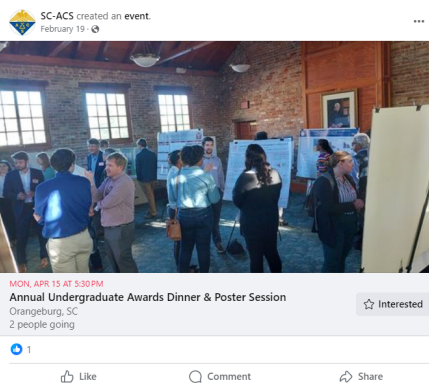 SC-ACS created an event.
February 19 ·
MON, APR 15 AT 5:30 PM
Annual Undergraduate Awards Dinner & Poster Session
Orangeburg, SC
2 people going
Interested
1
Like Comment Share